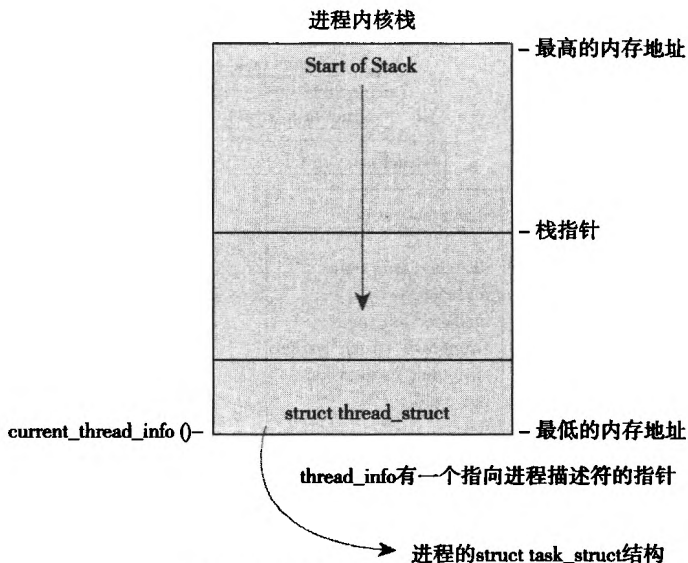 进程内核栈
最高的内存地址
Start of Stack
栈指针
struct thread_struct
current_thread_info ()
最低的内存地址
thread_info有一个指向进程描述符的指针
进程的struct task_struct结构